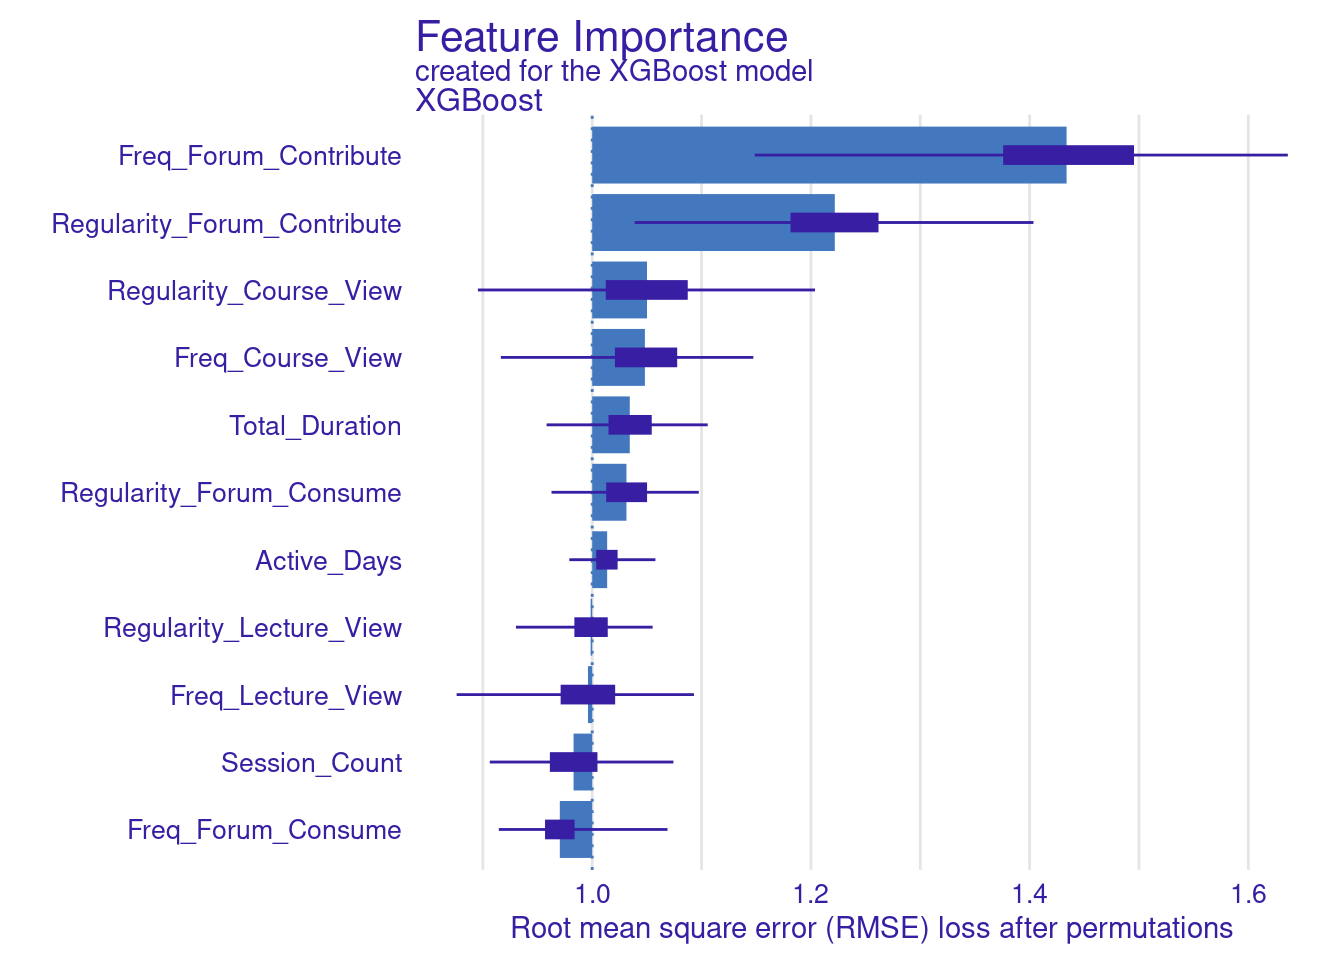 Feature Importance
created for the XGBoost model
XGBoost
Freq_Forum_Contribute
Regularity_Forum_Contribute
Regularity_Course_View
Freq_Course_View
Total_Duration
Regularity_Forum_Consume
Active_Days
Regularity_Lecture_View
Freq_Lecture_View
Session_Count
Freq_Forum_Consume
1.0 1.2 1.4 1.6
Root mean square error (RMSE) loss after permutations